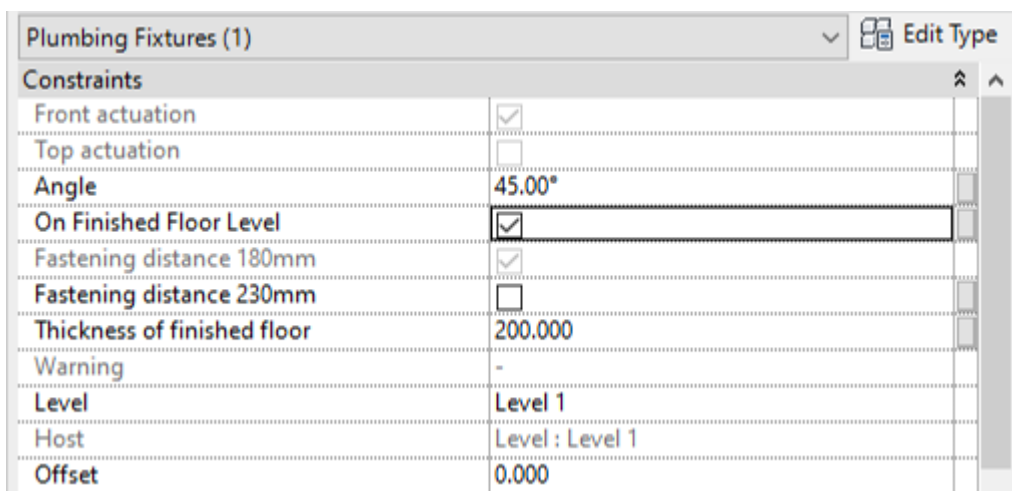 Plumbing Fixtures (1) Edit Type
Constraints
Front actuation
Top actuation
Angle 45.00°
On Finished Floor Level
Fastening distance 180mm
Fastening distance 230mm
Thickness of finished floor 200.000
Warning -
Level Level 1
Host Level : Level 1
Offset 0.000